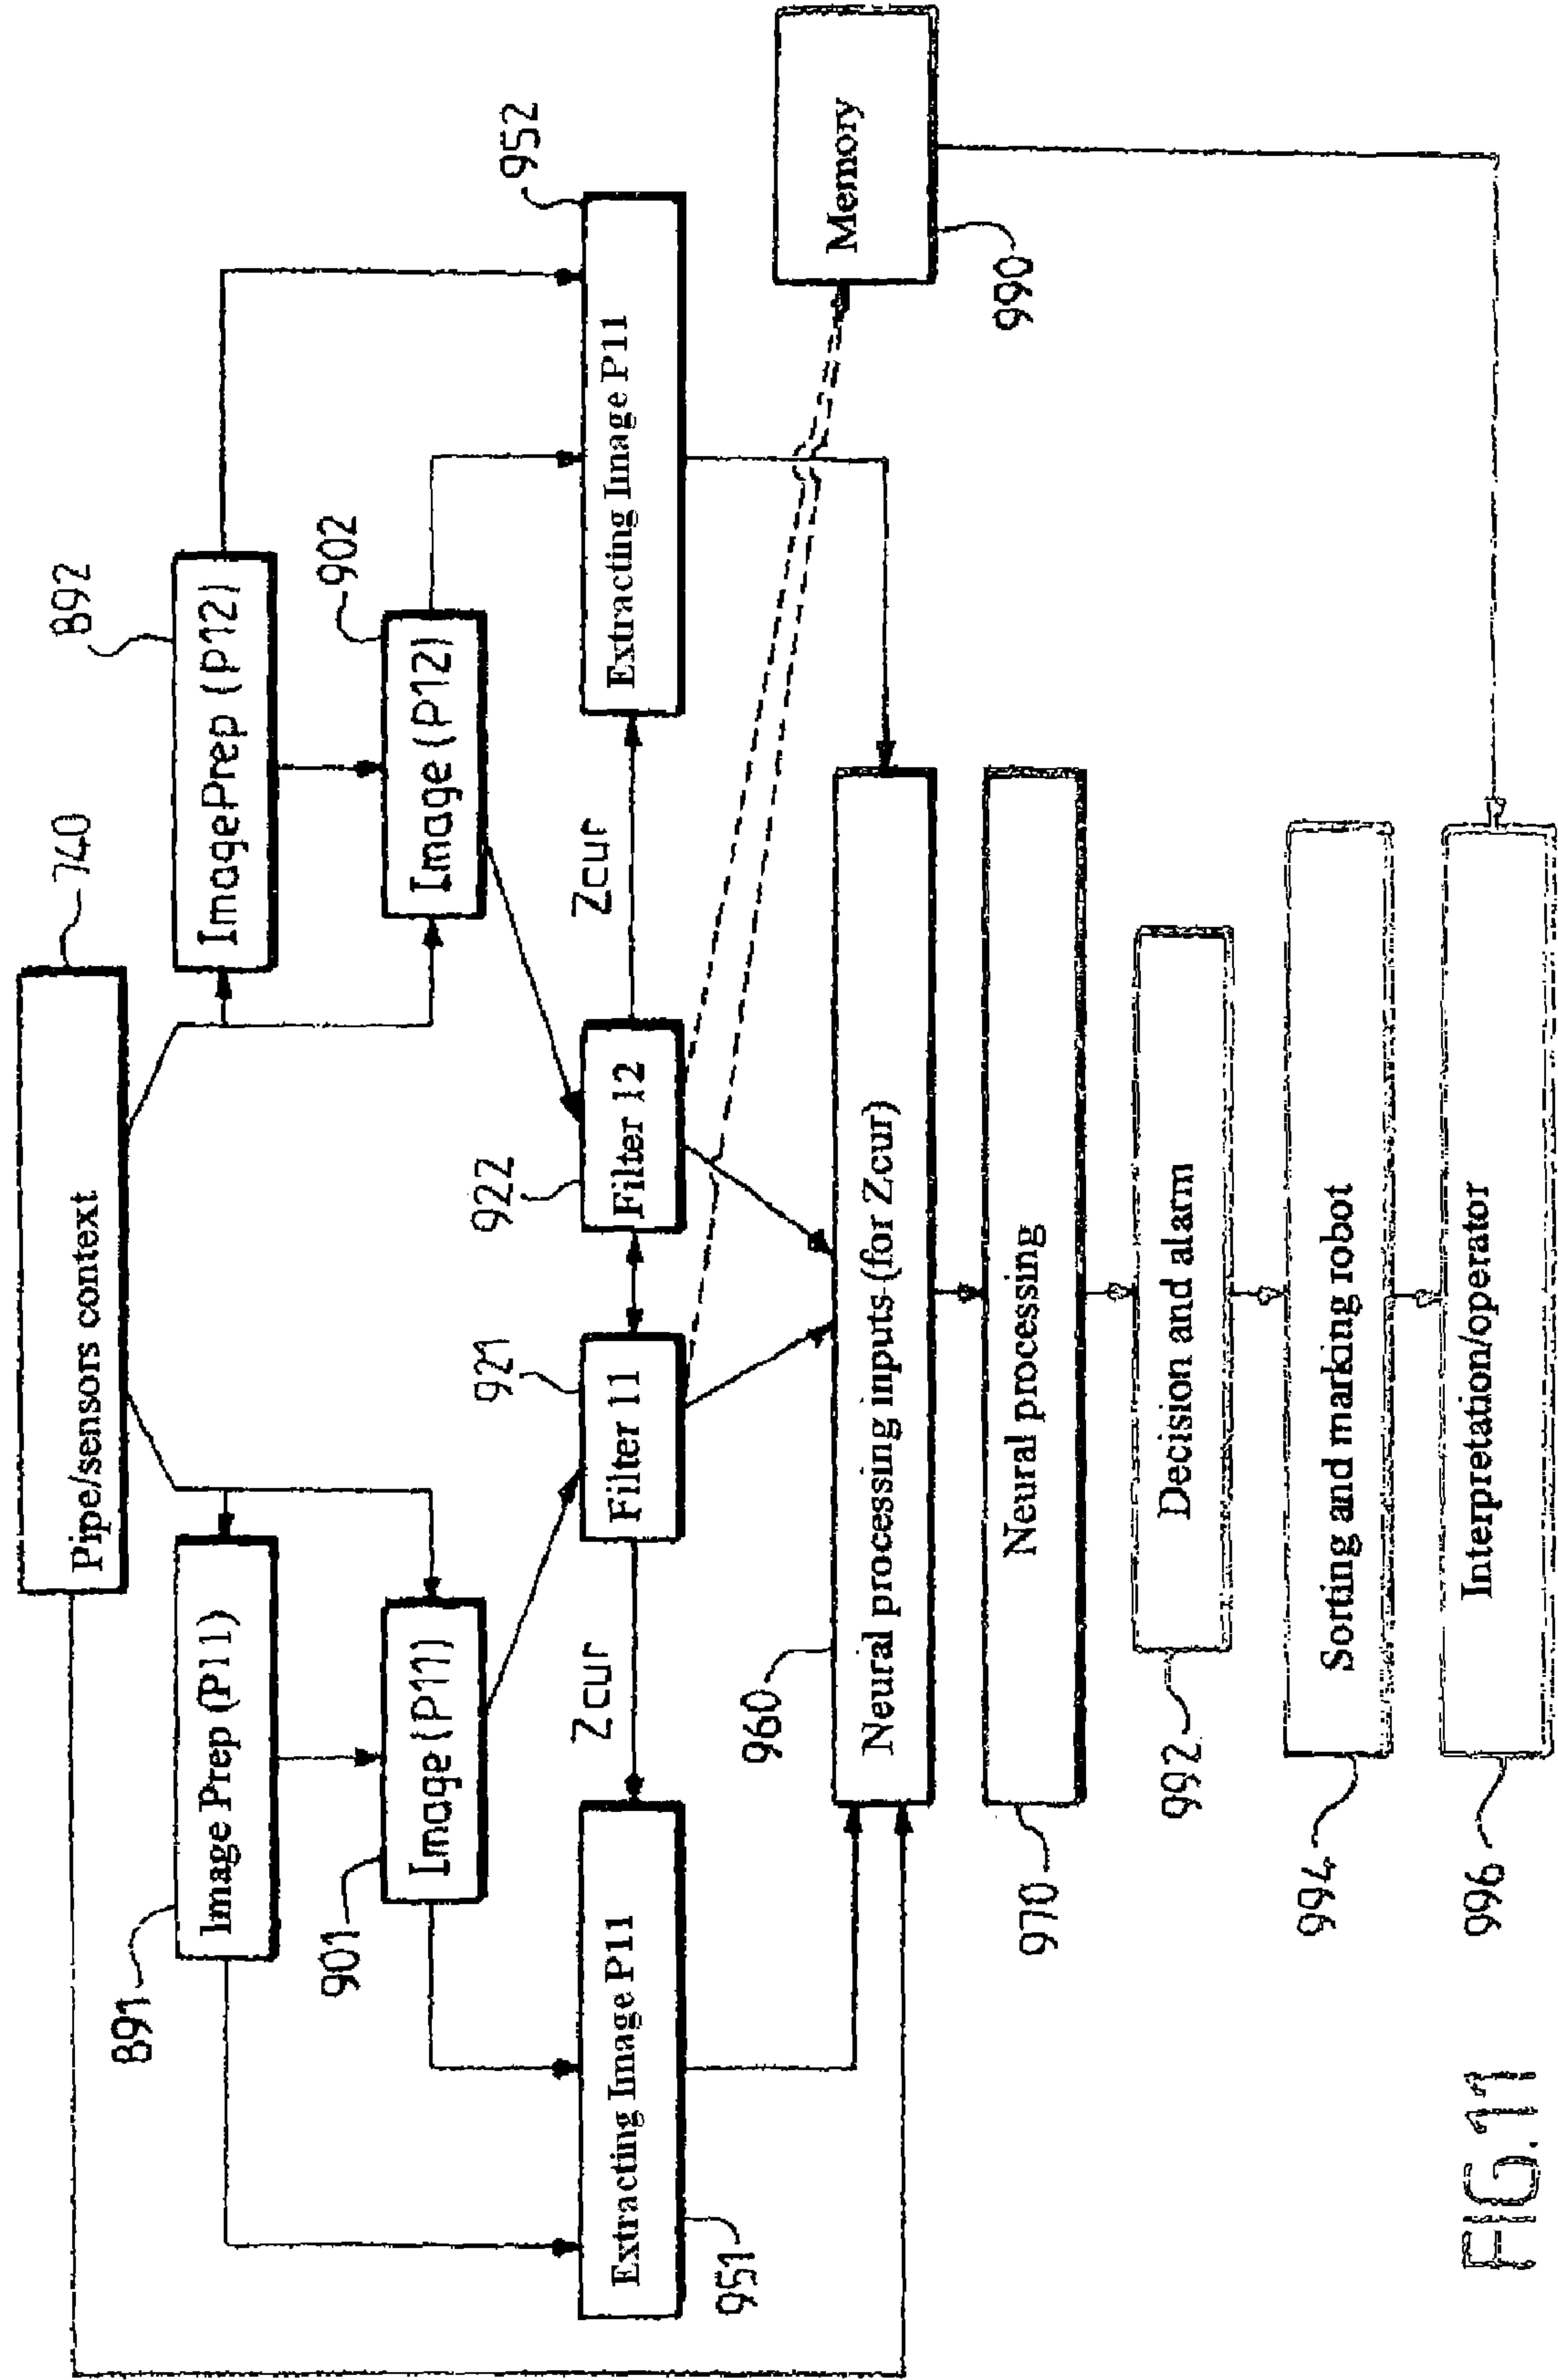 Pipe/sensors context
740
891
Image Prep (P11)
ImagePrep (P12)
892
901
Image (P11)
Image (P12)
902
Zcur
921
922
Zcur
952
Extracting Image P11
951
Filter 11
Filter 12
Extracting Image P11
960
Neural processing inputs (for Zcur)
Memory
990
970
Neural processing
992
Decision and alarm
994
Sorting and marking robot
996
Interpretation/operator
FIG.11